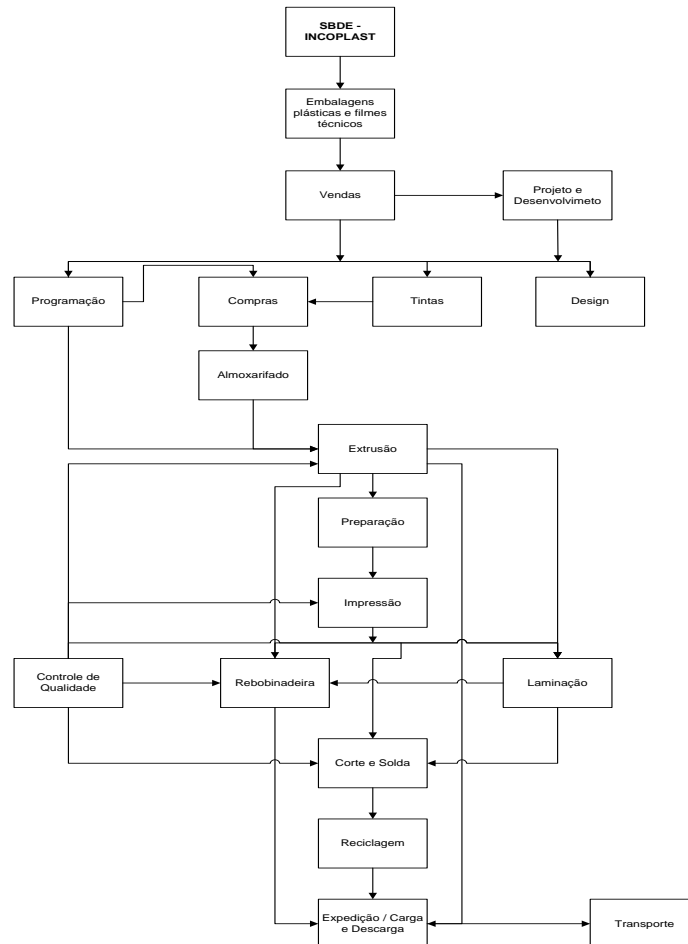 SBDE -
INCOPLAST
Embalagens
plásticas e filmes
técnicos
Vendas
Projeto e
Desenvolvimeto
Programação
Compras
Tintas
Design
Almoxarifado
Extrusão
Preparação
Impressão
Controle de
Qualidade
Rebobinadeira
Laminação
Corte e Solda
Reciclagem
Expedição / Carga
e Descarga
Transporte